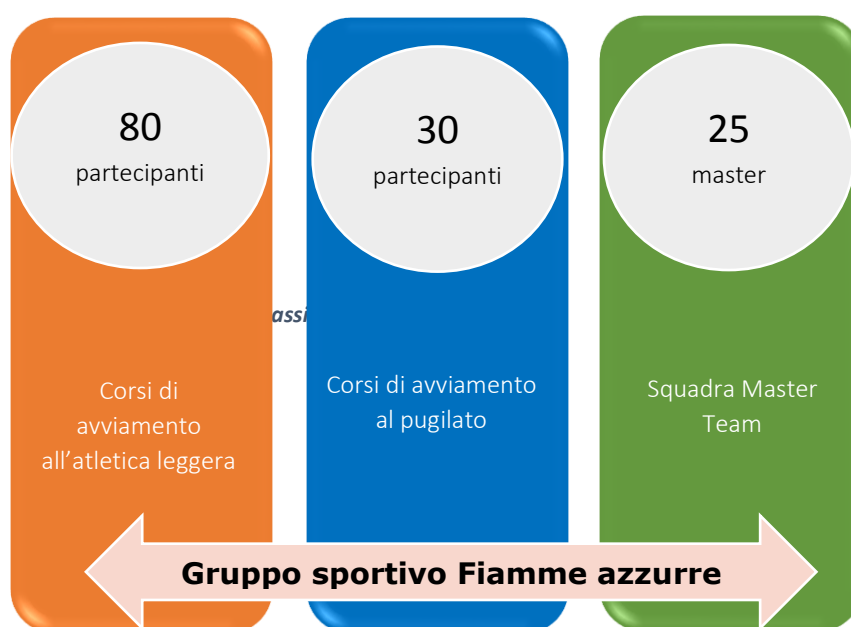 80
partecipanti
30
partecipanti
25
master
assi
Corsi di
avviamento
all’atletica leggera
Corsi di avviamento
al pugilato
Squadra Master
Team
Gruppo sportivo Fiamme azzurre